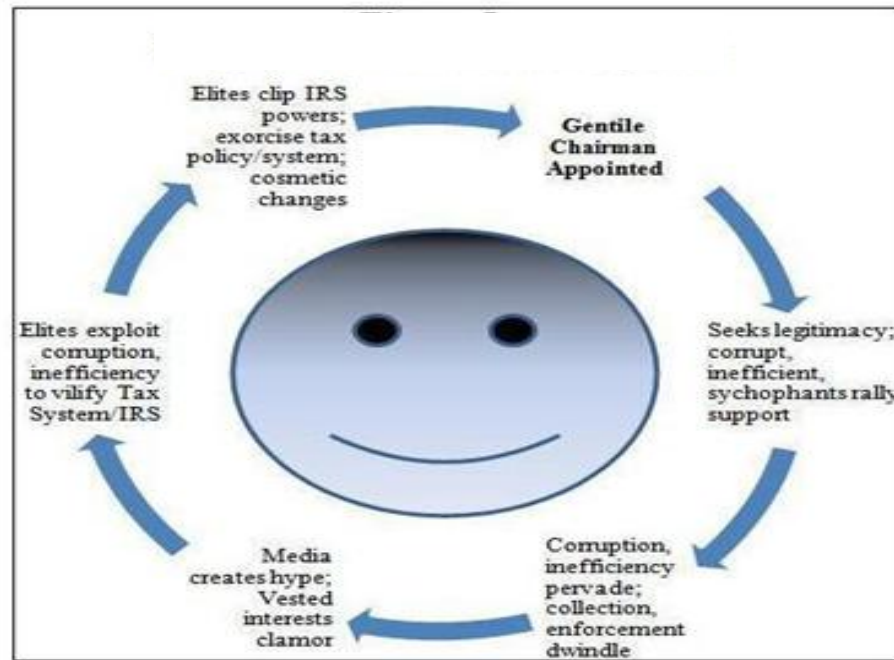 Elites clip IRS
powers;
exorcise tax
policy/system;
cosmetic
changes
Gentile
Chairman
Appointed
Seeks legitimacy;
corrupt,
inefficient,
sychophants rally
support
Corruption,
inefficiency
pervade;
collection,
enforcement
dwindle
Media
creates hype;
Vested
interests
clamor
Elites exploit
corruption,
inefficiency
to vilify Tax
System/IRS